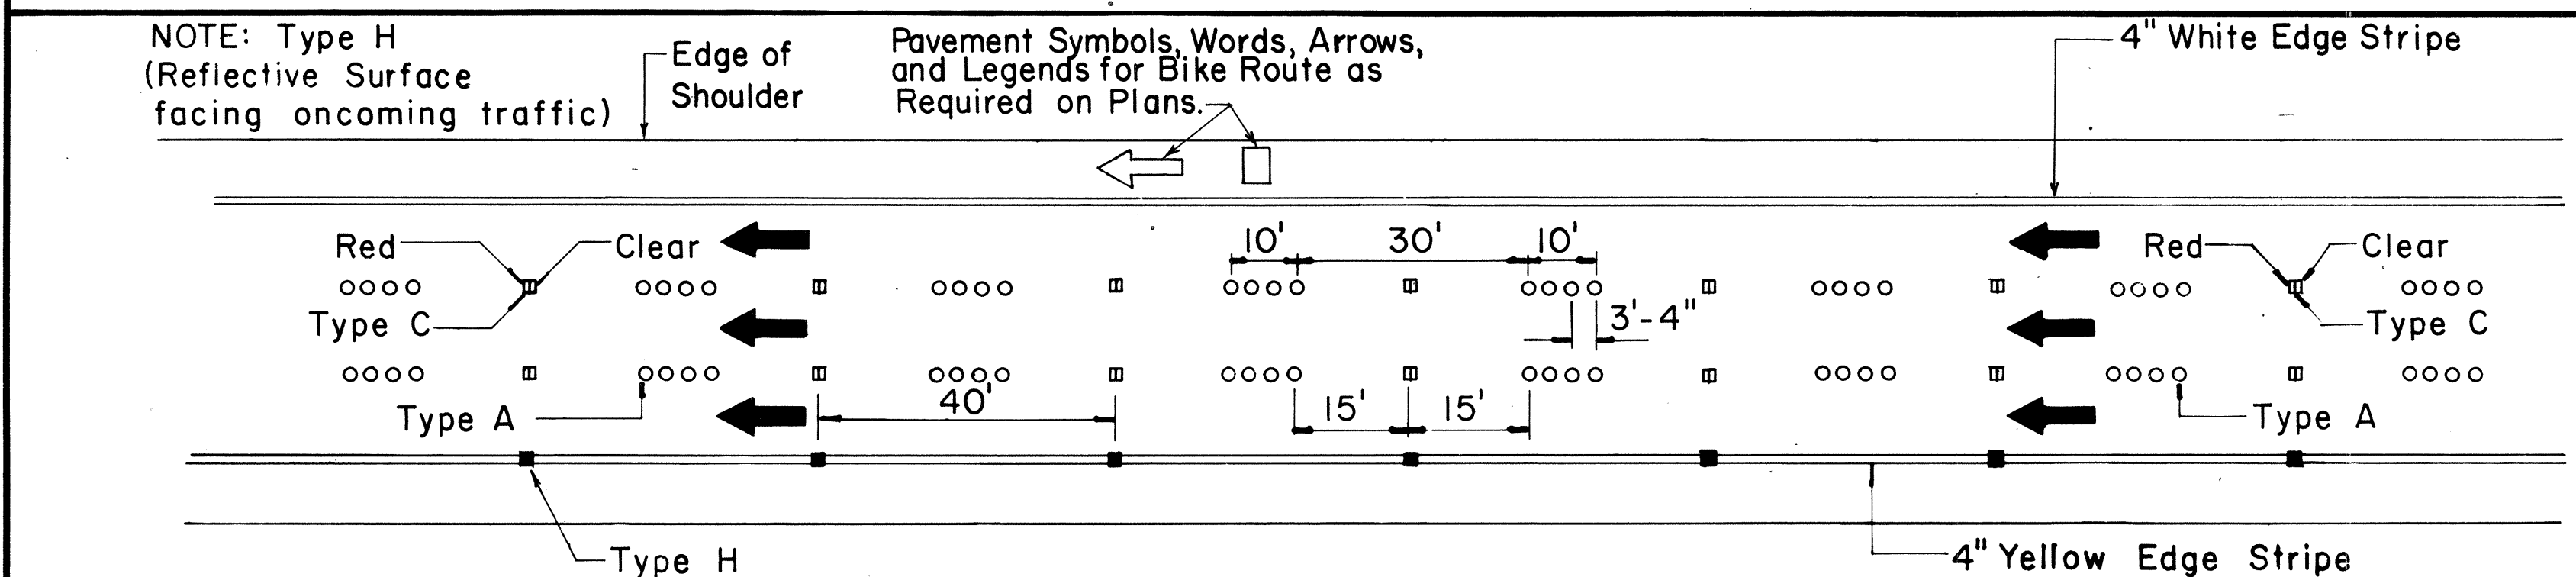 NOTE: Type H
(Reflective Surface
facing oncoming traffic)
Edge of
Shoulder
Pavement Symbols, Words, Arrows,
and Legends for Bike Route as
Required on Plans.
4" White Edge Stripe
Red
Clear
10'
30'
10'
Red
Clear
Type C
3'-4"
Type C
Type A
40'
15'
15'
Type A
Type H
4" Yellow Edge Stripe